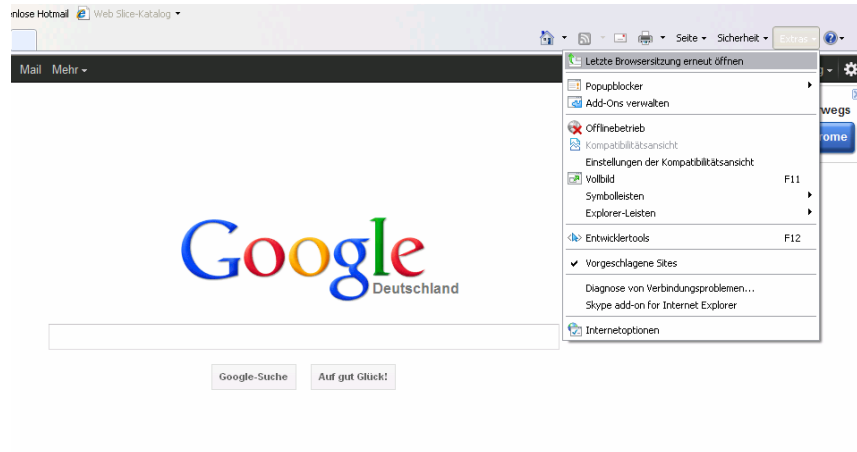 enlose Hotmail Web Slice-Katalog
Seite Sicherheit Extras
Mail Mehr
Letzte Browsersitzung erneut öffnen
Popupblocker
Add-Ons verwalten
wegs
Offlinebetrieb
ome
Kompatibilitätsansicht
Einstellungen der Kompatibilitätsansicht
Vollbild F11
Symbolleisten
Explorer-Leisten
Entwicklertools F12
Vorgeschlagene Sites
Diagnose von Verbindungsproblemen...
Skype add-on for Internet Explorer
Internetoptionen
Google
Deutschland
Google-Suche Auf gut Glück!